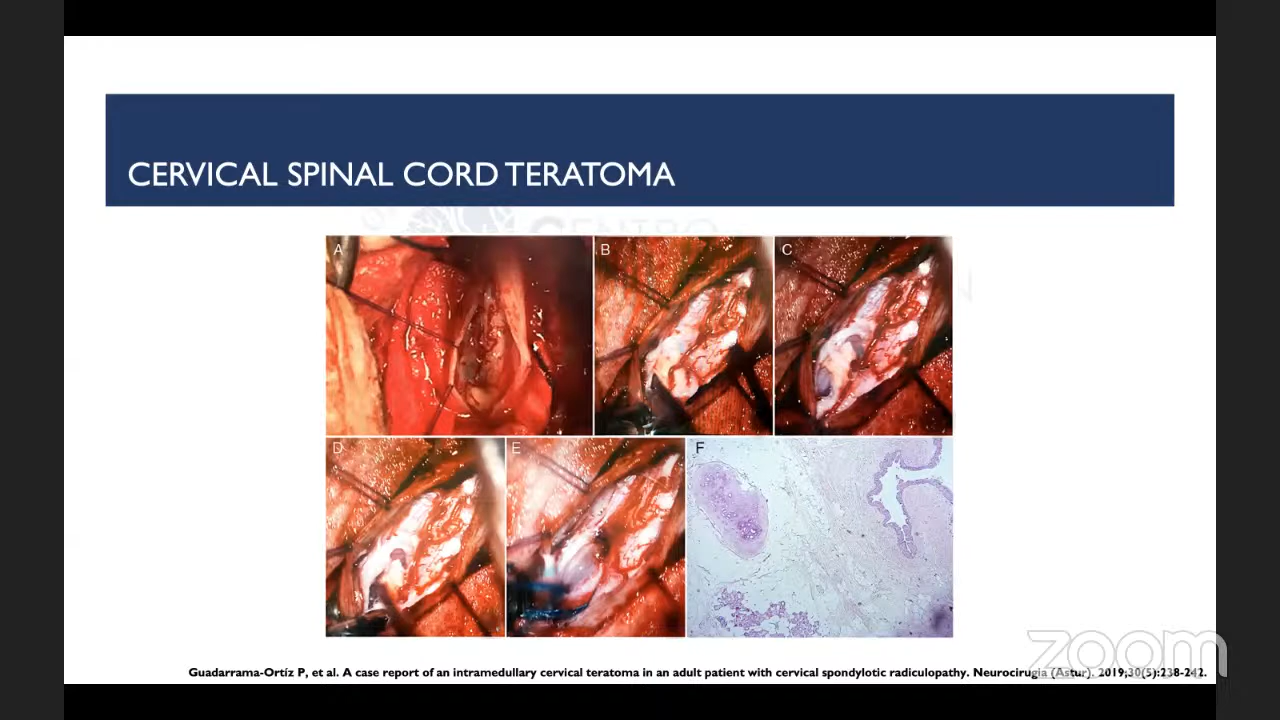 CERVICAL SPINAL CORD TERATOMA
CENTRO
A
B
C
D
E
F
zoom
Guadarrama-Ortíz P, et al. A case report of an intramedullary cervical teratoma in an adult patient with cervical spondylotic radiculopathy. Neurocirugia (Astur). 2019;30(5):238-242.